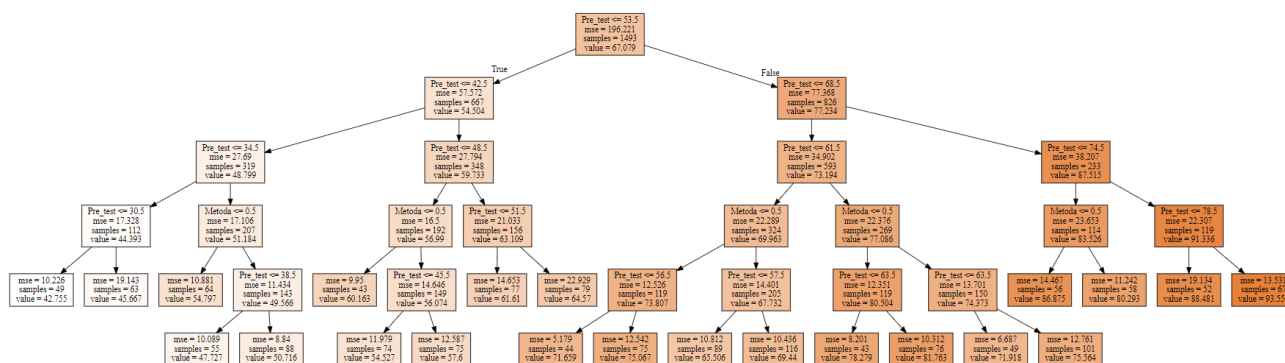 Pre_test <= 53.5
mse = 196.221
samples = 1493
value = 67.079
True
False
Pre_test <= 42.5
mse = 57.572
samples = 667
value = 54.504
Pre_test <= 68.5
mse = 77.368
samples = 826
value = 77.234
Pre_test <= 34.5
mse = 27.69
samples = 319
value = 48.799
Pre_test <= 48.5
mse = 27.794
samples = 348
value = 59.733
Pre_test <= 61.5
mse = 34.902
samples = 593
value = 73.194
Pre_test <= 74.5
mse = 38.207
samples = 233
value = 87.515
Pre_test <= 30.5
mse = 17.328
samples = 112
value = 44.393
Metoda <= 0.5
mse = 17.106
samples = 207
value = 51.184
Metoda <= 0.5
mse = 16.5
samples = 192
value = 56.99
Pre_test <= 51.5
mse = 21.033
samples = 156
value = 63.109
Metoda <= 0.5
mse = 22.289
samples = 324
value = 69.963
Metoda <= 0.5
mse = 22.376
samples = 269
value = 77.086
Metoda <= 0.5
mse = 23.653
samples = 114
value = 83.526
Pre_test <= 78.5
mse = 22.307
samples = 119
value = 91.336
mse = 10.226
samples = 49
value = 42.755
mse = 19.143
samples = 63
value = 45.667
mse = 10.881
samples = 64
value = 54.797
Pre_test <= 38.5
mse = 11.434
samples = 143
value = 49.566
mse = 9.95
samples = 43
value = 60.163
Pre_test <= 45.5
mse = 14.646
samples = 149
value = 56.074
mse = 14.653
samples = 77
value = 61.61
mse = 22.929
samples = 79
value = 64.57
Pre_test <= 56.5
mse = 12.526
samples = 119
value = 73.807
Pre_test <= 57.5
mse = 14.401
samples = 205
value = 67.732
Pre_test <= 63.5
mse = 12.351
samples = 119
value = 80.504
Pre_test <= 63.5
mse = 13.701
samples = 150
value = 74.373
mse = 14.467
samples = 56
value = 86.875
mse = 11.242
samples = 58
value = 80.293
mse = 19.134
samples = 52
value = 88.481
mse = 13.531
samples = 67
value = 93.55
mse = 10.089
samples = 55
value = 47.727
mse = 8.84
samples = 88
value = 50.716
mse = 11.979
samples = 74
value = 54.527
mse = 12.587
samples = 75
value = 57.6
mse = 5.179
samples = 44
value = 71.659
mse = 12.542
samples = 75
value = 75.067
mse = 10.812
samples = 89
value = 65.506
mse = 10.436
samples = 116
value = 69.44
mse = 8.201
samples = 43
value = 78.279
mse = 10.312
samples = 76
value = 81.763
mse = 6.687
samples = 49
value = 71.918
mse = 12.761
samples = 101
value = 75.564